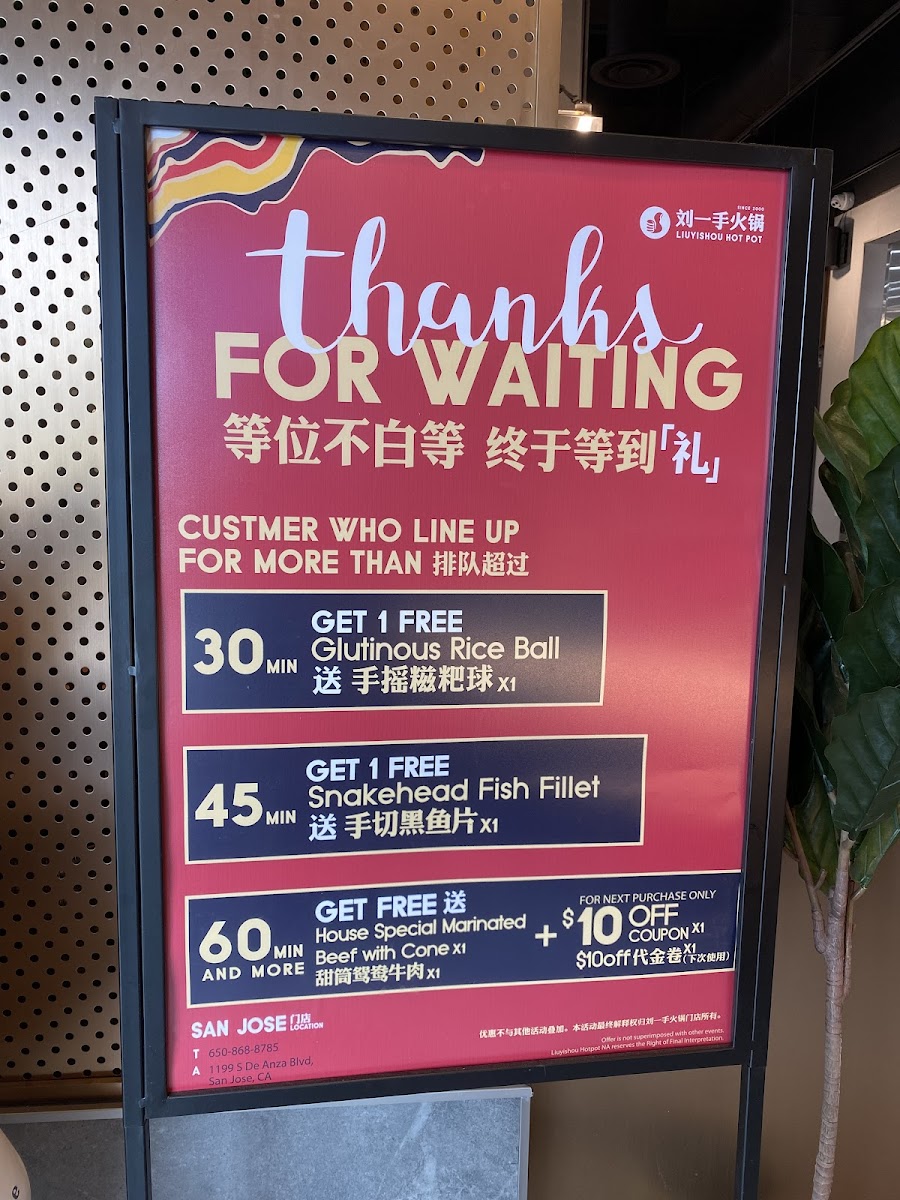 SINCE 2000
刘一手火锅
LIUYISHOU HOT POT
thanks
FOR WAITING
等位不白等 终于等到「礼」
CUSTMER WHO LINE UP
FOR MORE THAN 排队超过
30 MIN
GET 1 FREE
Glutinous Rice Ball
送 手摇糍粑球 X1
45 MIN
GET 1 FREE
Snakehead Fish Fillet
送 手切黑鱼片 X1
60 MIN
AND MORE
GET FREE 送
House Special Marinated
Beef with Cone X1
甜筒鸳鸯牛肉 X1
+
FOR NEXT PURCHASE ONLY
$10 OFF
COUPON X1
$10off代金卷 X1 (下次使用)
SAN JOSE 门店
LOCATION
T 650-868-8785
A 1199 S De Anza Blvd,
San Jose, CA
优惠不与其他活动叠加。本活动最终解释权归刘一手火锅门店所有。
Offer is not superimposed with other events.
Liuyishou Hotpot NA reserves the Right of Final Interpretation.